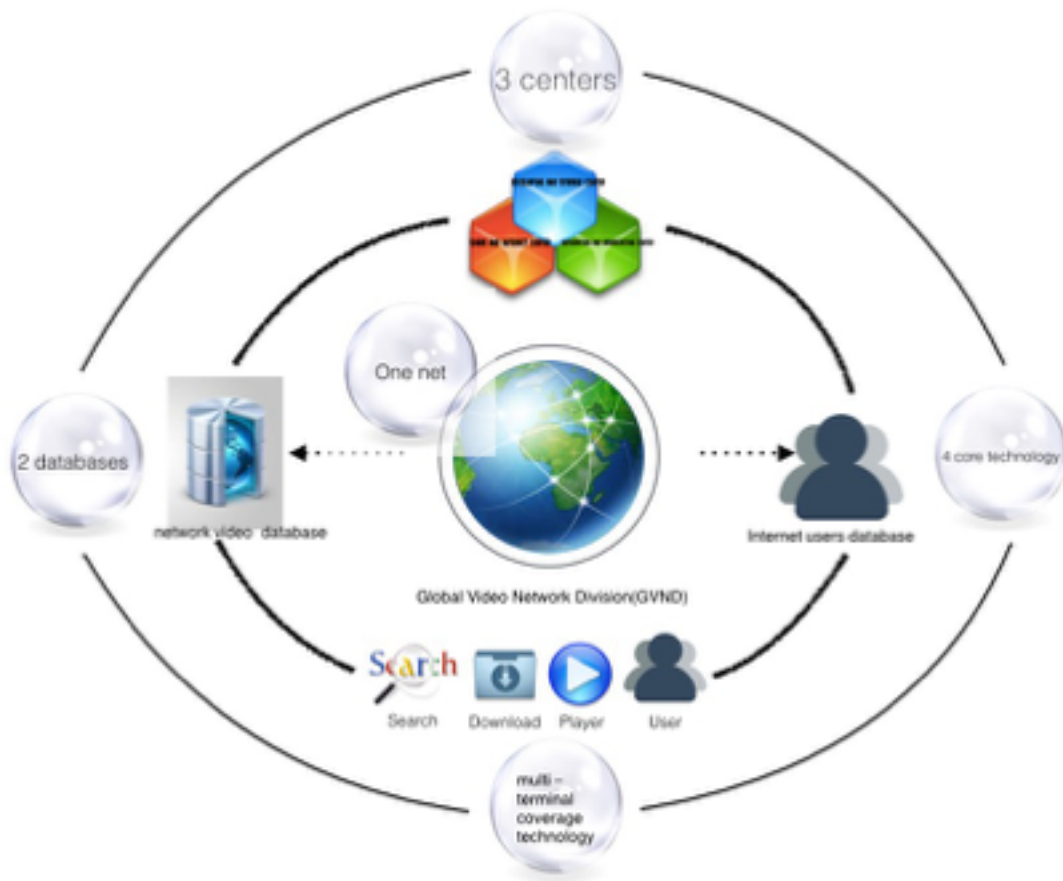 3 centers
One net
2 databases
4 core technology
network video database
Internet users database
Global Video Network Division(GVND)
Search
Search
Download
Player
User
multi –
terminal
coverage
technology